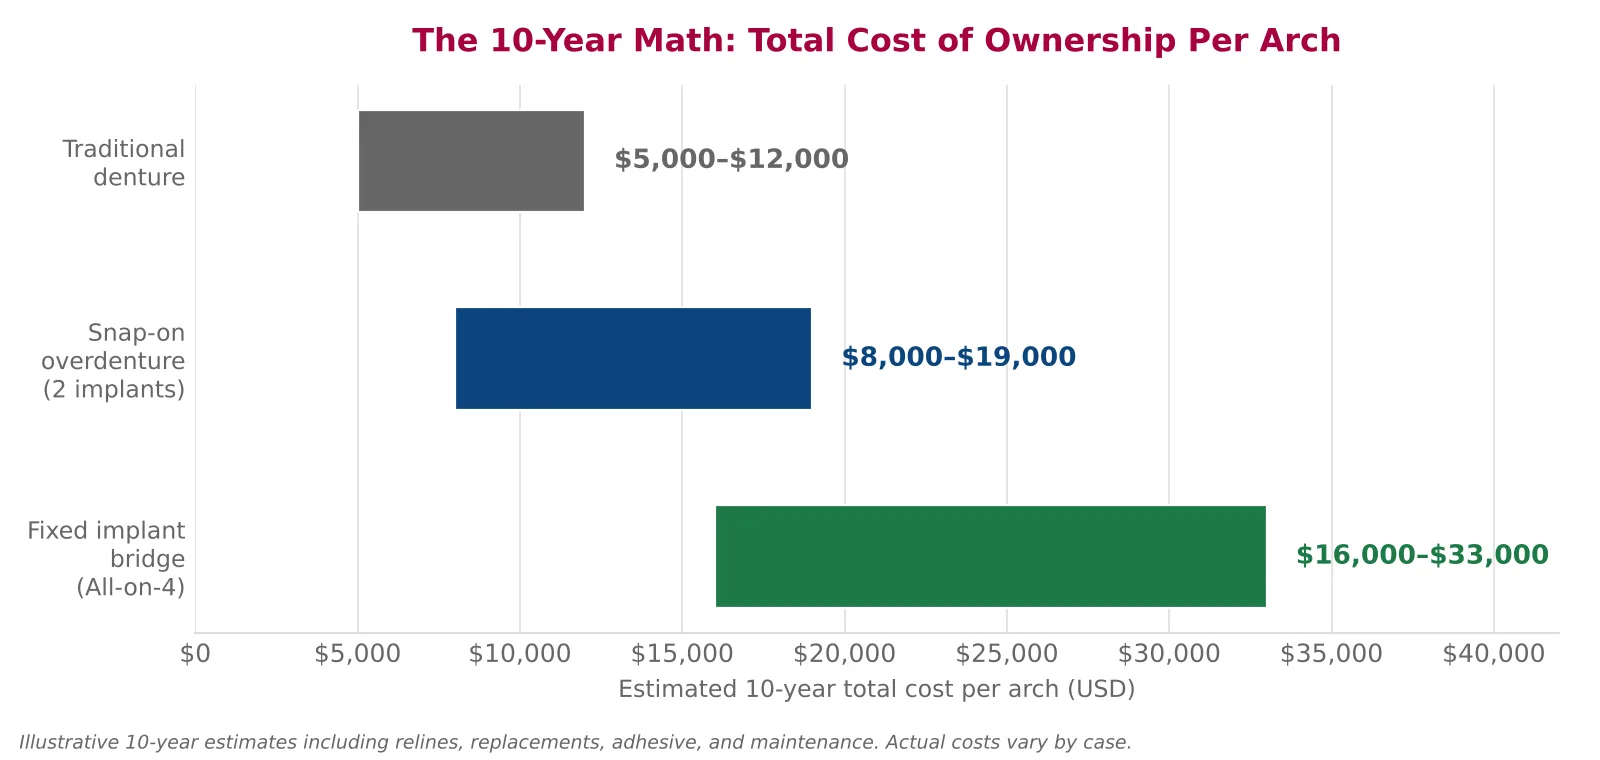 The 10-Year Math: Total Cost of Ownership Per Arch
Traditional
denture
$5,000–$12,000
Snap-on
overdenture
(2 implants)
$8,000–$19,000
Fixed implant
bridge
(All-on-4)
$16,000–$33,000
$0 $5,000 $10,000 $15,000 $20,000 $25,000 $30,000 $35,000 $40,000
Estimated 10-year total cost per arch (USD)
Illustrative 10-year estimates including relines, replacements, adhesive, and maintenance. Actual costs vary by case.